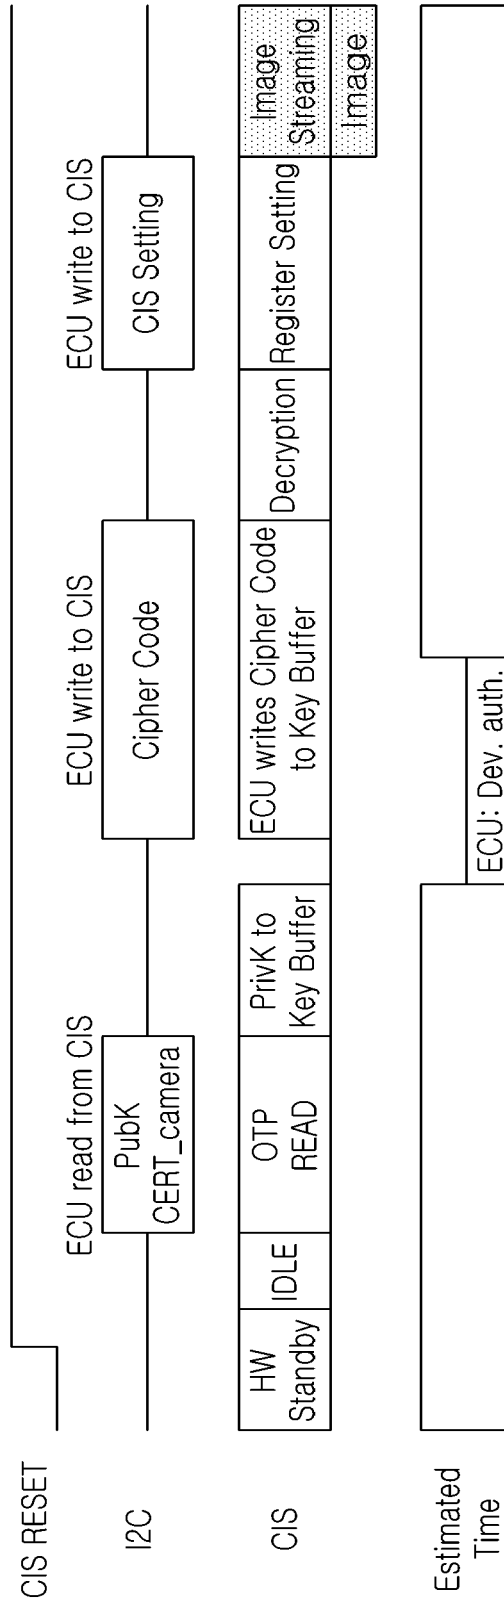 CIS RESET
ECU read from CIS
ECU write to CIS
ECU write to CIS
I2C
PubK
CERT_camera
Cipher Code
CIS Setting
CIS
HW
Standby
IDLE
OTP
READ
PrivK to
Key Buffer
ECU writes Cipher Code
to Key Buffer
Decryption
Register Setting
Image
Streaming
Image
Estimated
Time
ECU: Dev. auth.